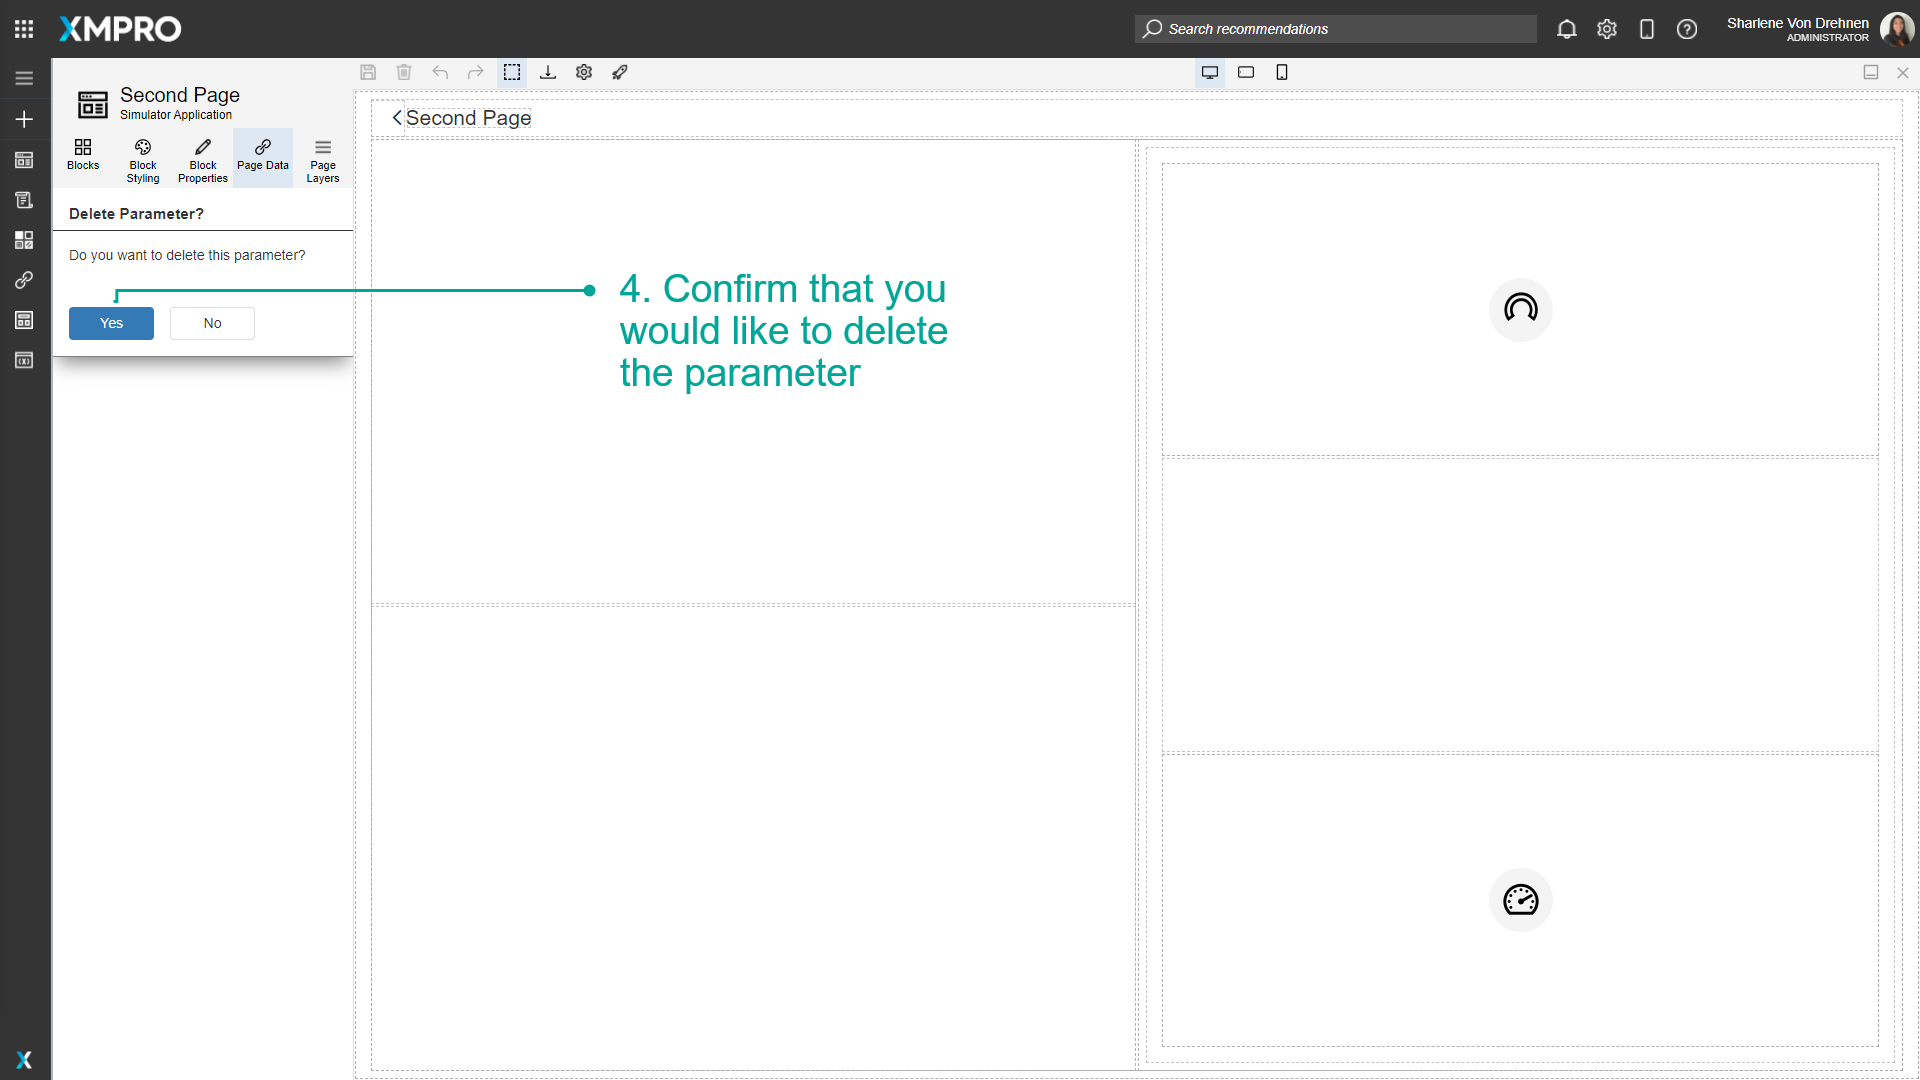 XMPRO
Search recommendations
Sharlene Von Drehnen
ADMINISTRATOR
Second Page
Simulator Application
Blocks
Block
Styling
Block
Properties
Page Data
Page
Layers
Second Page
Delete Parameter?
Do you want to delete this parameter?
Yes
No
4. Confirm that you
would like to delete
the parameter